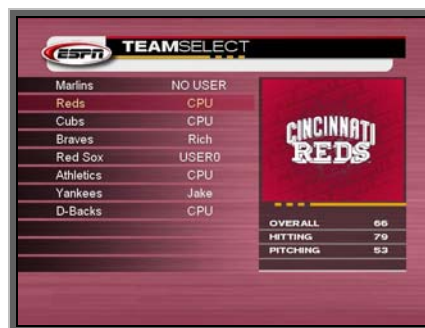 ESPN TEAMSELECT
Marlins NO USER
Reds CPU
Cubs CPU
Braves Rich
Red Sox USER0
Athletics CPU
Yankees Jake
D-Backs CPU
CINCINNATI
REDS
OVERALL 66
HITTING 79
PITCHING 53